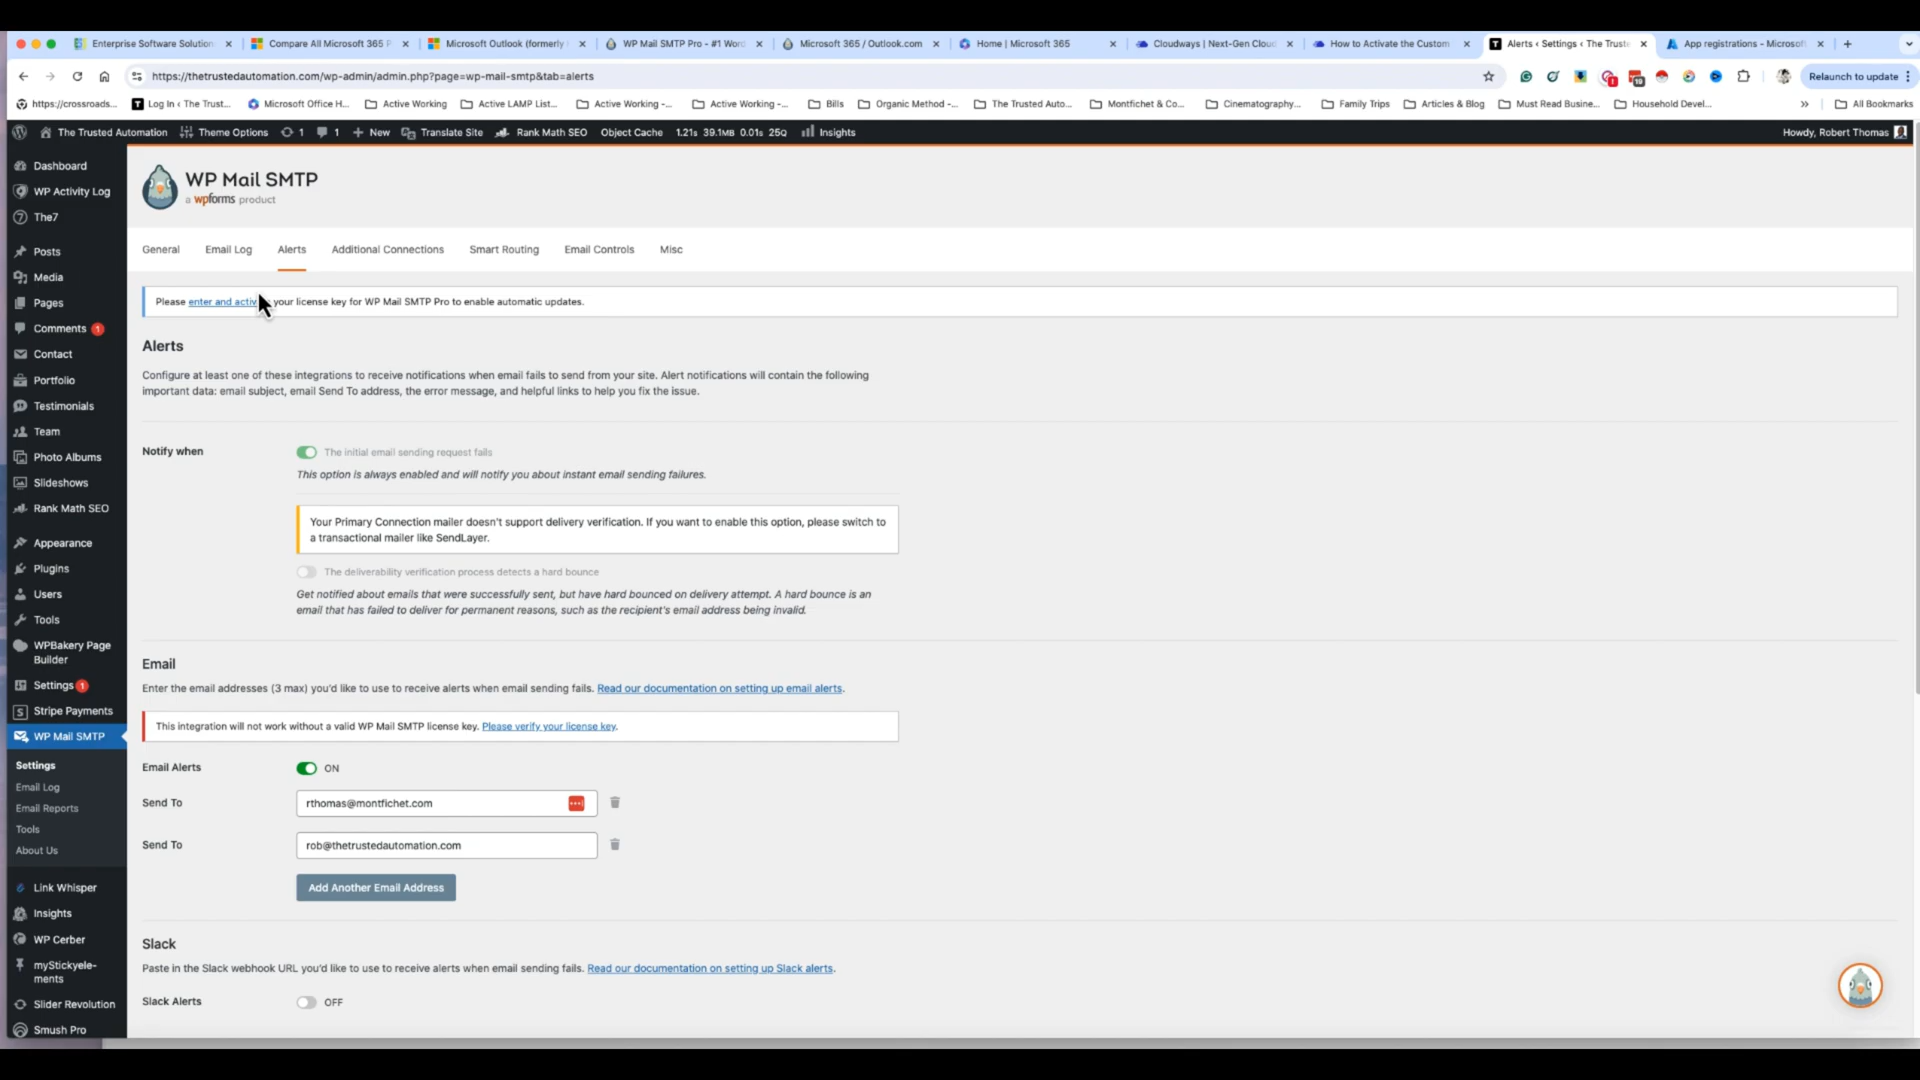 Enterprise Software Solution
Compare All Microsoft 365 P
Microsoft Outlook (formerly
WP Mail SMTP Pro - #1 Word
Microsoft 365 / Outlook.com
Home | Microsoft 365
Cloudways | Next-Gen Cloud
How to Activate the Custom
Alerts ‹ Settings ‹ The Truste
App registrations - Microsoft
https://thetrustedautomation.com/wp-admin/admin.php?page=wp-mail-smtp&tab=alerts
Relaunch to update
https://crossroads...
Log In ‹ The Trust...
Microsoft Office H...
Active Working
Active LAMP List...
Active Working -...
Active Working -...
Bills
Organic Method -...
The Trusted Auto...
Montfichet & Co...
Cinematography...
Family Trips
Articles & Blog
Must Read Busine...
Household Devel...
All Bookmarks
The Trusted Automation
Theme Options
1
1
New
Translate Site
Rank Math SEO
Object Cache
1.21s 39.1MB 0.01s 25Q
Insights
Howdy, Robert Thomas
Dashboard
WP Activity Log
The7
Posts
Media
Pages
Comments 1
Contact
Portfolio
Testimonials
Team
Photo Albums
Slideshows
Rank Math SEO
Appearance
Plugins
Users
Tools
WPBakery Page
Builder
Settings 1
Stripe Payments
WP Mail SMTP
Settings
Email Log
Email Reports
Tools
About Us
Link Whisper
Insights
WP Cerber
myStickyele-
ments
Slider Revolution
Smush Pro
WP Mail SMTP
a wpforms product
General
Email Log
Alerts
Additional Connections
Smart Routing
Email Controls
Misc
Please enter and activ your license key for WP Mail SMTP Pro to enable automatic updates.
Alerts
Configure at least one of these integrations to receive notifications when email fails to send from your site. Alert notifications will contain the following
important data: email subject, email Send To address, the error message, and helpful links to help you fix the issue.
Notify when
The initial email sending request fails
This option is always enabled and will notify you about instant email sending failures.
Your Primary Connection mailer doesn't support delivery verification. If you want to enable this option, please switch to
a transactional mailer like SendLayer.
The deliverability verification process detects a hard bounce
Get notified about emails that were successfully sent, but have hard bounced on delivery attempt. A hard bounce is an
email that has failed to deliver for permanent reasons, such as the recipient's email address being invalid.
Email
Enter the email addresses (3 max) you'd like to use to receive alerts when email sending fails. Read our documentation on setting up email alerts.
This integration will not work without a valid WP Mail SMTP license key. Please verify your license key.
Email Alerts
ON
Send To
rthomas@montfichet.com
Send To
rob@thetrustedautomation.com
Add Another Email Address
Slack
Paste in the Slack webhook URL you'd like to use to receive alerts when email sending fails. Read our documentation on setting up Slack alerts.
Slack Alerts
OFF